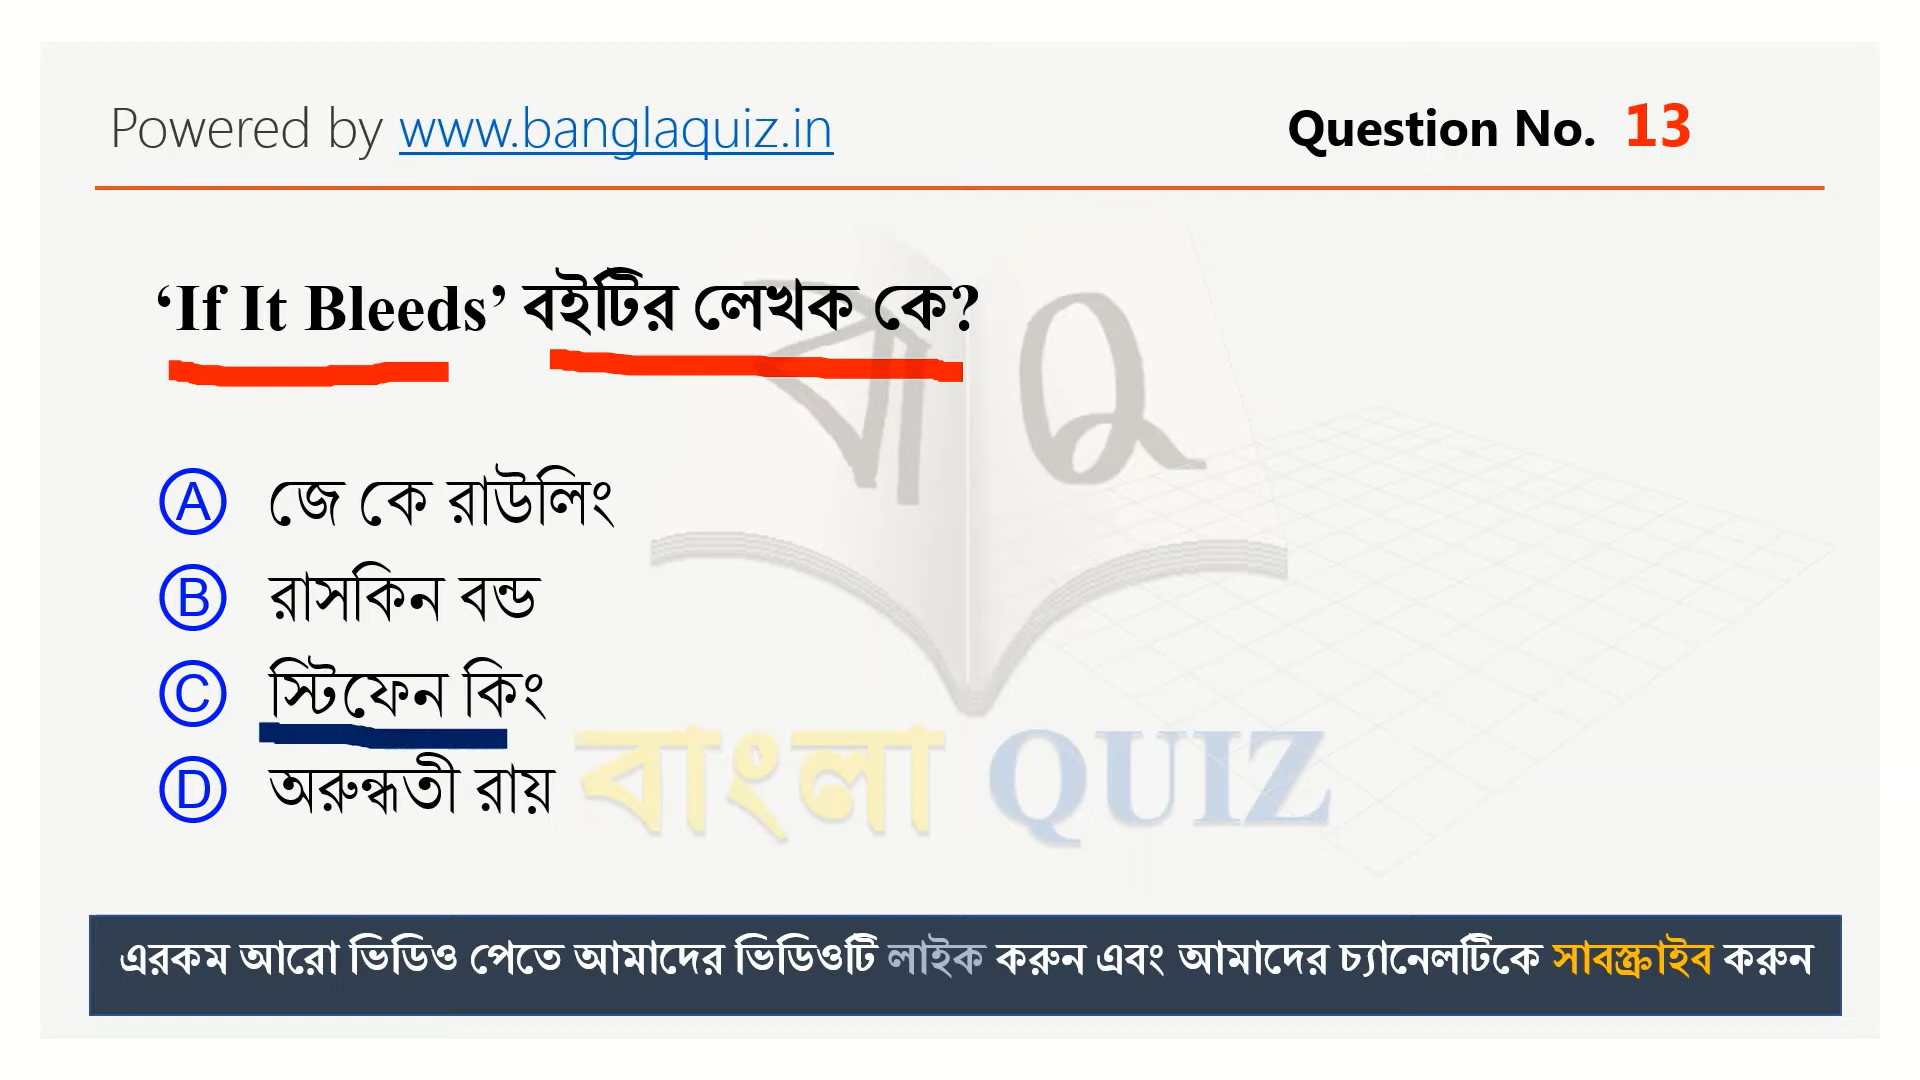 Powered by www.banglaquiz.in
Question No. 13
‘If It Bleeds’ বইটির লেখক কে?
বা Q
A জে কে রাউলিং
B রাসকিন বন্ড
C স্টিফেন কিং
D অরুন্ধতী রায়
বাংলা QUIZ
এরকম আরো ভিডিও পেতে আমাদের ভিডিওটি লাইক করুন এবং আমাদের চ্যানেলটিকে সাবস্ক্রাইব করুন